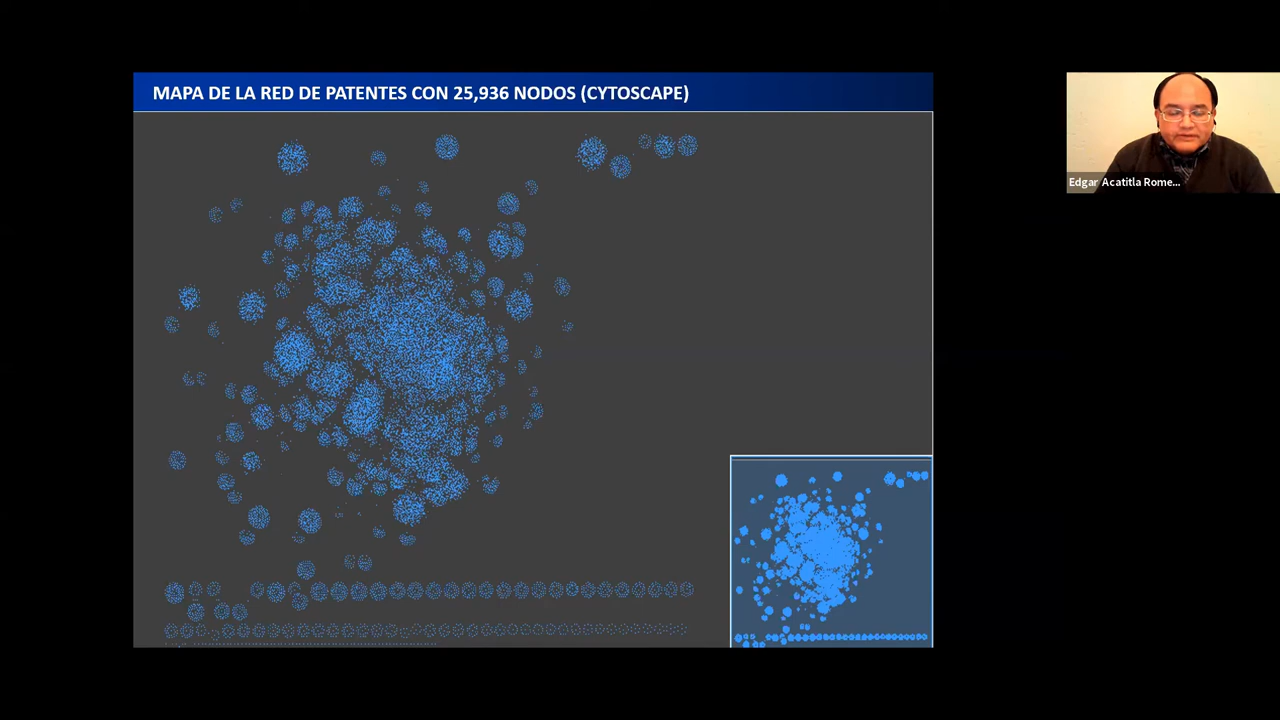 MAPA DE LA RED DE PATENTES CON 25,936 NODOS (CYTOSCAPE)
Edgar Acatitla Rome...